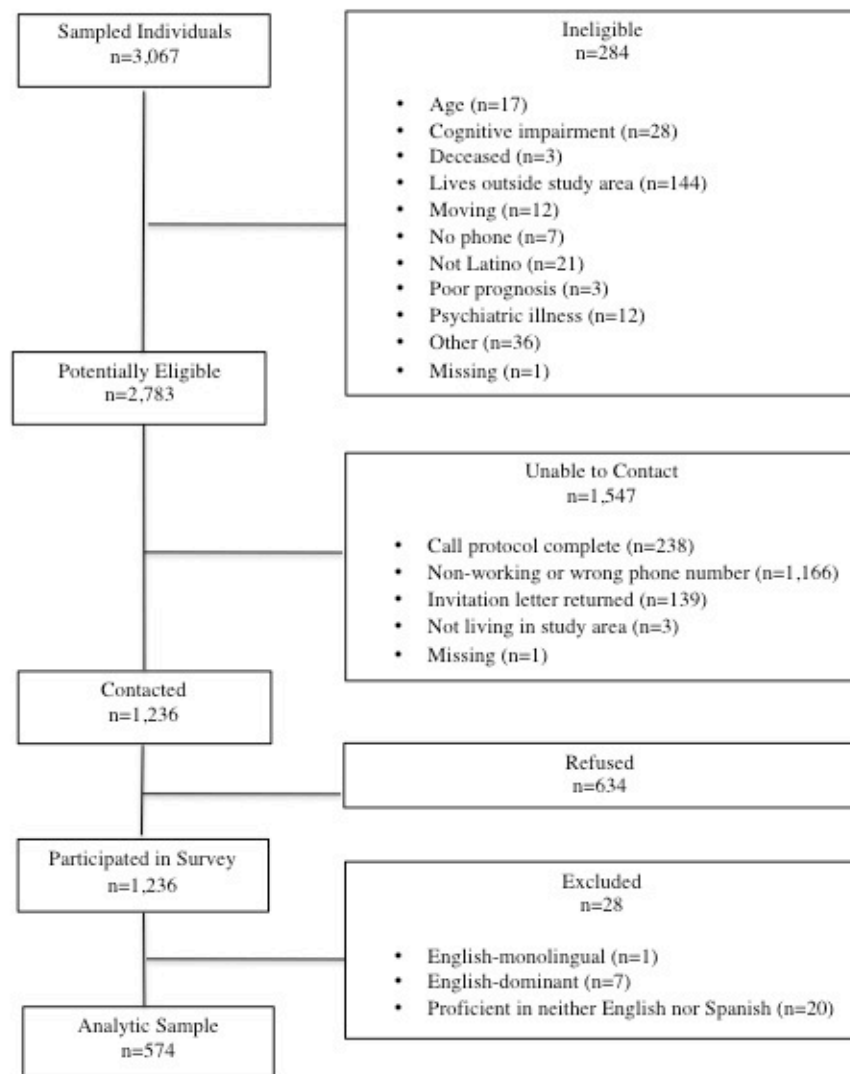 Sampled Individuals
n=3,067
Ineligible
n=284
• Age (n=17)
• Cognitive impairment (n=28)
• Deceased (n=3)
• Lives outside study area (n=144)
• Moving (n=12)
• No phone (n=7)
• Not Latino (n=21)
• Poor prognosis (n=3)
• Psychiatric illness (n=12)
• Other (n=36)
• Missing (n=1)
Potentially Eligible
n=2,783
Unable to Contact
n=1,547
• Call protocol complete (n=238)
• Non-working or wrong phone number (n=1,166)
• Invitation letter returned (n=139)
• Not living in study area (n=3)
• Missing (n=1)
Contacted
n=1,236
Refused
n=634
Participated in Survey
n=1,236
Excluded
n=28
• English-monolingual (n=1)
• English-dominant (n=7)
• Proficient in neither English nor Spanish (n=20)
Analytic Sample
n=574